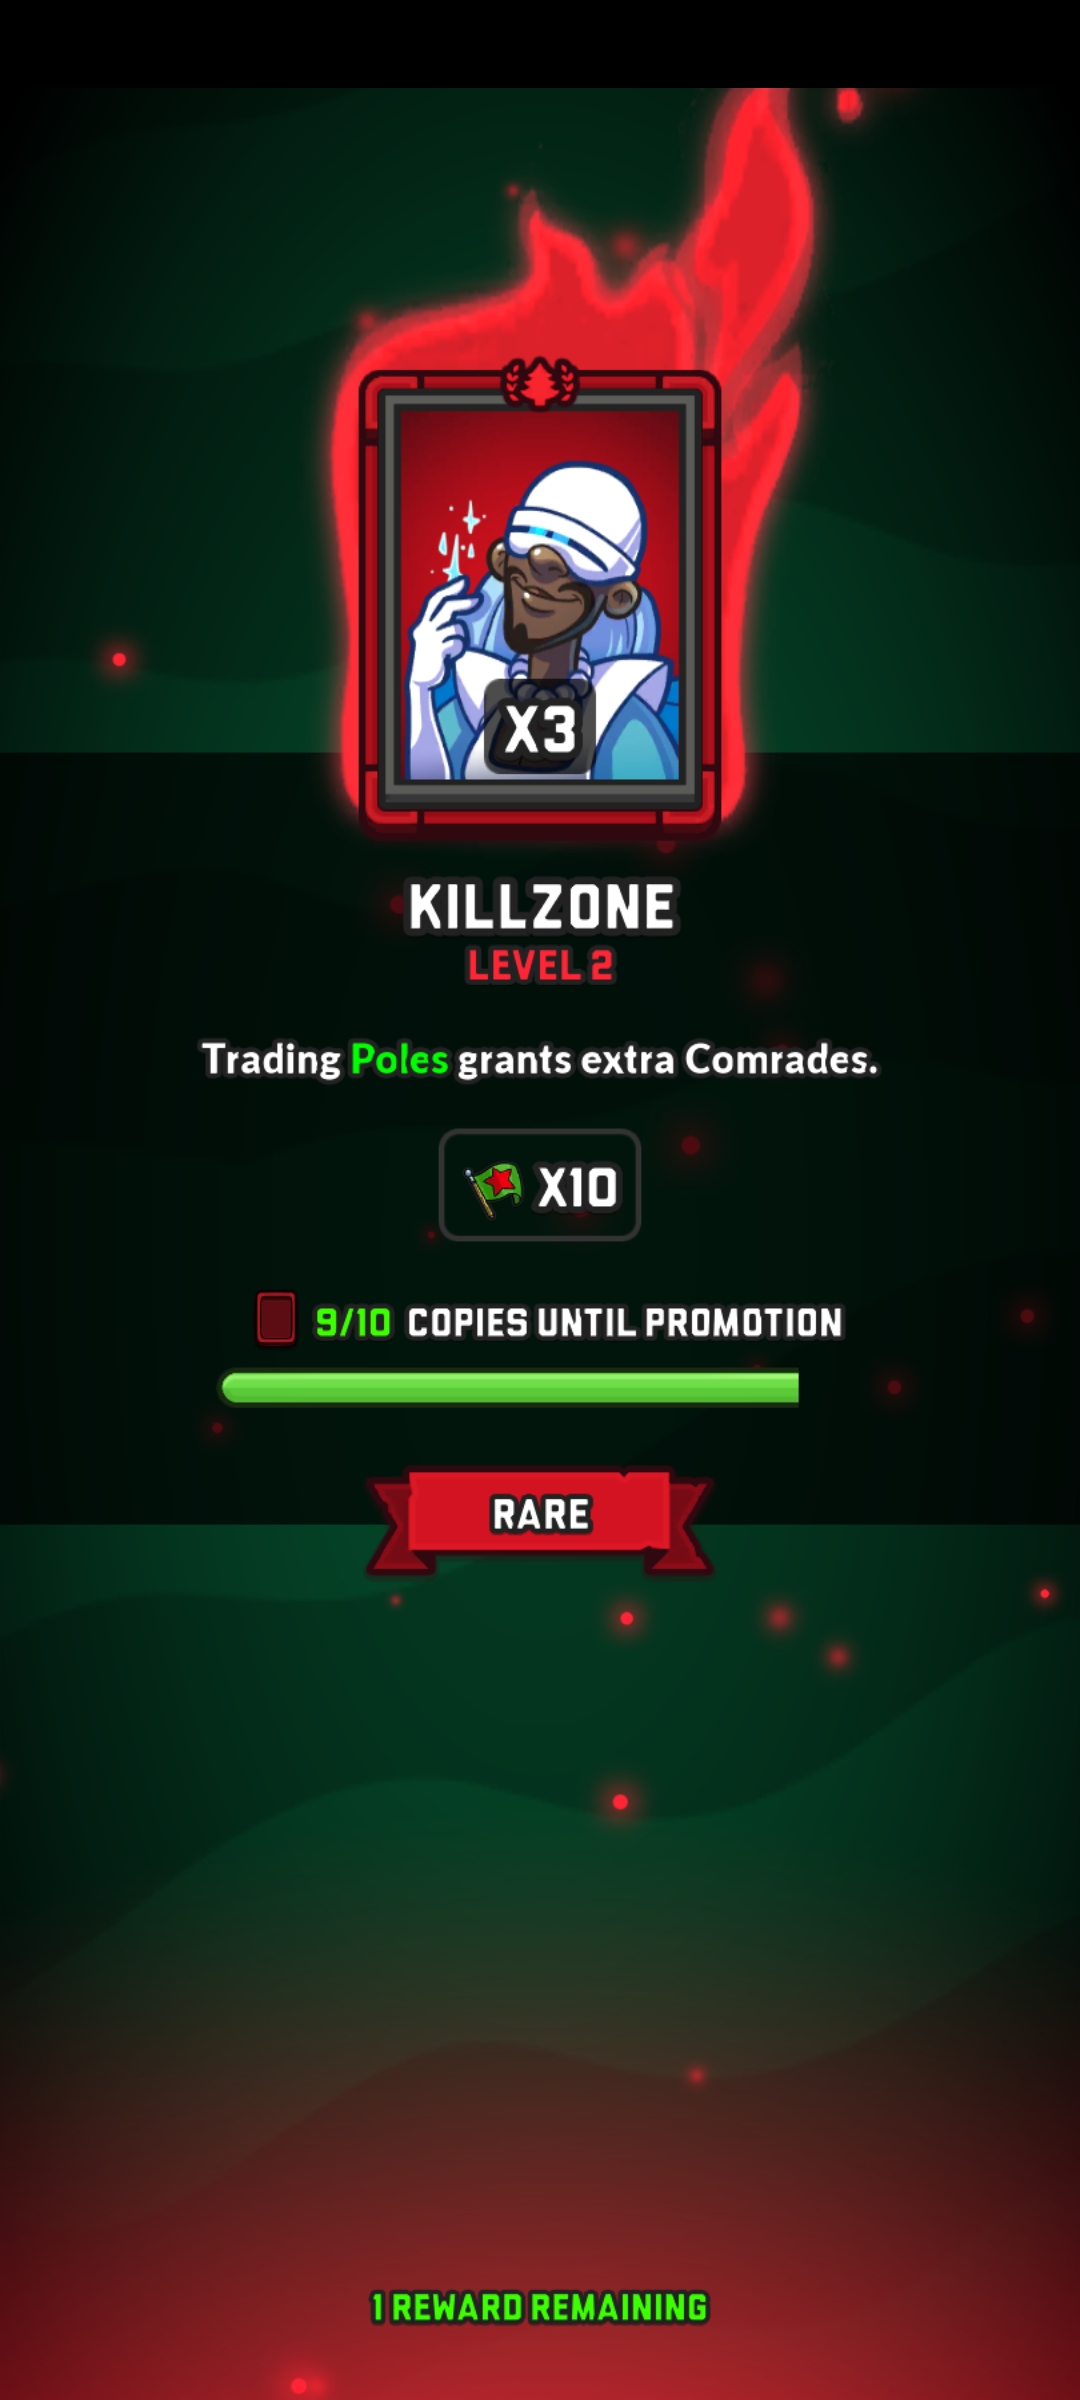 X3
KILLZONE
LEVEL 2
Trading Poles grants extra Comrades.
X10
9/10 COPIES UNTIL PROMOTION
RARE
1 REWARD REMAINING